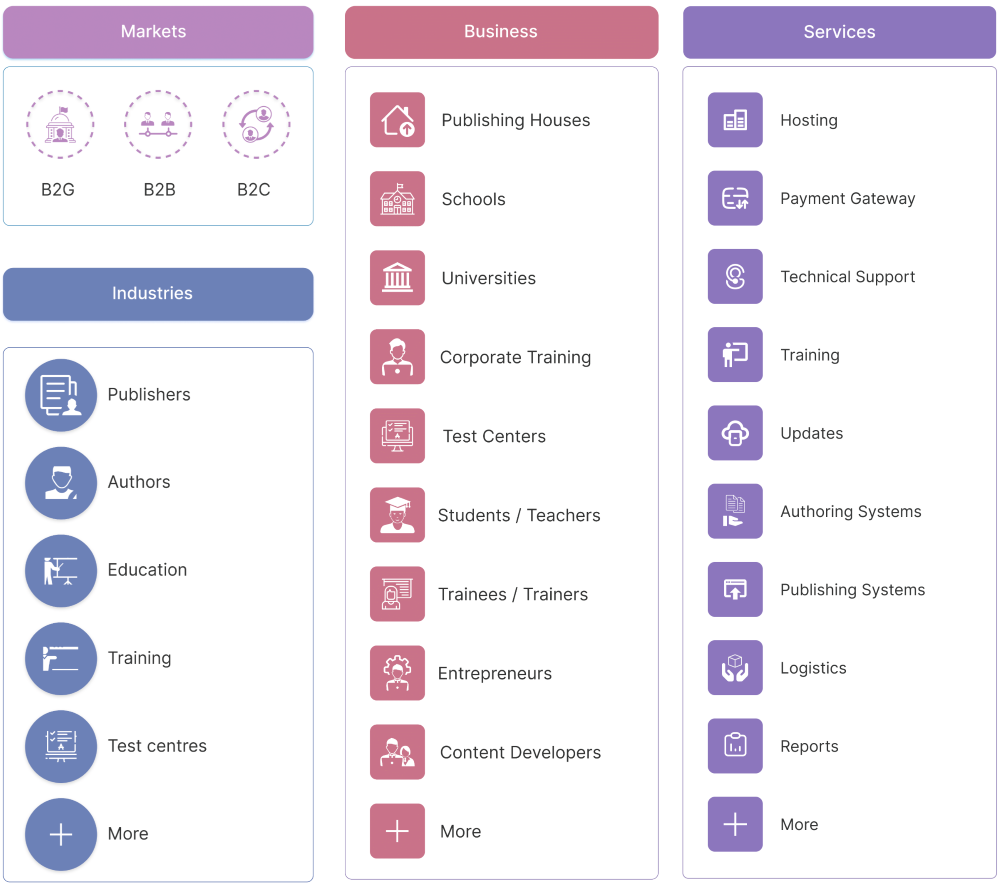 Markets
B2G
B2B
B2C
Industries
Publishers
Authors
Education
Training
Test centres
More
Business
Publishing Houses
Schools
Universities
Corporate Training
Test Centers
Students / Teachers
Trainees / Trainers
Entrepreneurs
Content Developers
More
Services
Hosting
Payment Gateway
Technical Support
Training
Updates
Authoring Systems
Publishing Systems
Logistics
Reports
More